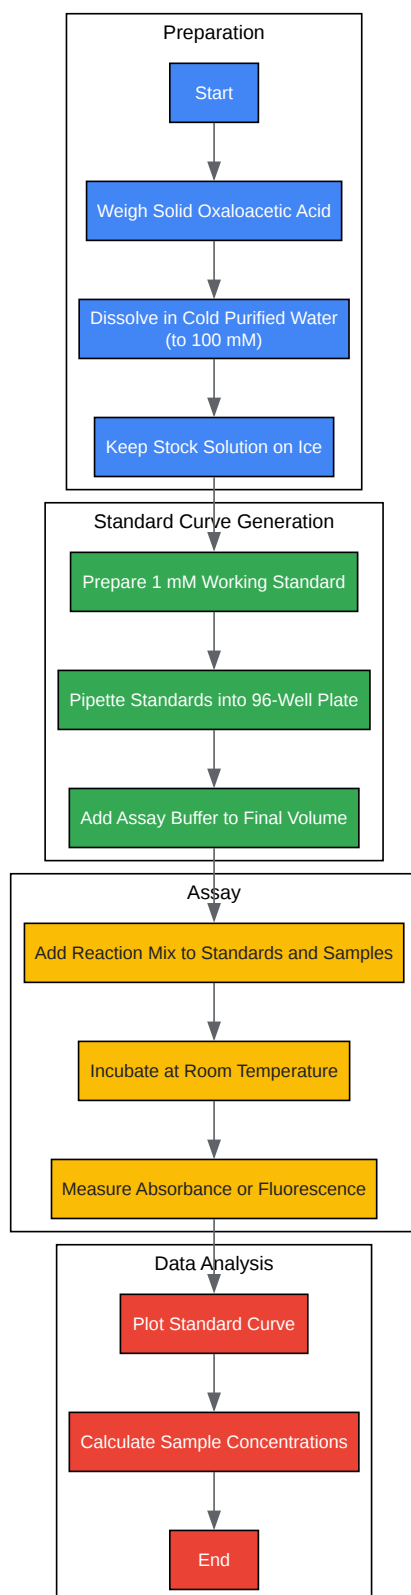 Preparation
Start
Weigh Solid Oxaloacetic Acid
Dissolve in Cold Purified Water
(to 100 mM)
Keep Stock Solution on Ice
Standard Curve Generation
Prepare 1 mM Working Standard
Pipette Standards into 96-Well Plate
Add Assay Buffer to Final Volume
Assay
Add Reaction Mix to Standards and Samples
Incubate at Room Temperature
Measure Absorbance or Fluorescence
Data Analysis
Plot Standard Curve
Calculate Sample Concentrations
End